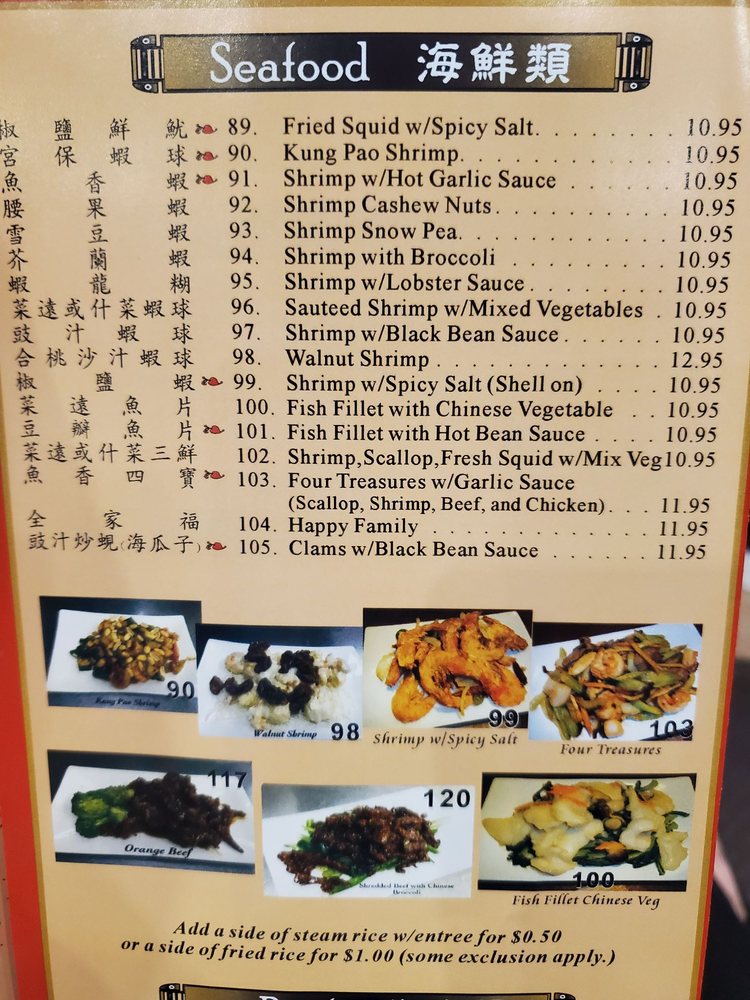 Seafood 海鮮類
椒鹽鮮魷 89. Fried Squid w/Spicy Salt. . . . . . . . 10.95
宮保蝦球 90. Kung Pao Shrimp. . . . . . . . . . . 10.95
魚香蝦 91. Shrimp w/Hot Garlic Sauce . . . . . . 10.95
腰果蝦 92. Shrimp Cashew Nuts. . . . . . . . . . 10.95
雪豆蝦 93. Shrimp Snow Pea. . . . . . . . . . . 10.95
芥蘭蝦 94. Shrimp with Broccoli . . . . . . . . . 10.95
蝦龍糊 95. Shrimp w/Lobster Sauce. . . . . . . . 10.95
菜遠或什菜蝦球 96. Sauteed Shrimp w/Mixed Vegetables . 10.95
豉汁蝦球 97. Shrimp w/Black Bean Sauce. . . . . . 10.95
合桃沙汁蝦球 98. Walnut Shrimp . . . . . . . . . . . . 12.95
椒鹽蝦 99. Shrimp w/Spicy Salt (Shell on) . . . . . 10.95
菜遠魚片 100. Fish Fillet with Chinese Vegetable . . 10.95
豆瓣魚片 101. Fish Fillet with Hot Bean Sauce . . . . 10.95
菜遠或什菜三鮮 102. Shrimp,Scallop,Fresh Squid w/Mix Veg10.95
魚香四寶 103. Four Treasures w/Garlic Sauce
(Scallop, Shrimp, Beef, and Chicken). . . 11.95
全家福 104. Happy Family . . . . . . . . . . . . 11.95
豉汁炒蜆(海瓜子) 105. Clams w/Black Bean Sauce . . . . . . 11.95
90
Kung Pao Shrimp
Walnut Shrimp 98
99
Shrimp w/Spicy Salt
103
Four Treasures
117
Orange Beef
120
Shredded Beef with Chinese
Broccoli
100
Fish Fillet Chinese Veg
Add a side of steam rice w/entree for $0.50
or a side of fried rice for $1.00 (some exclusion apply.)